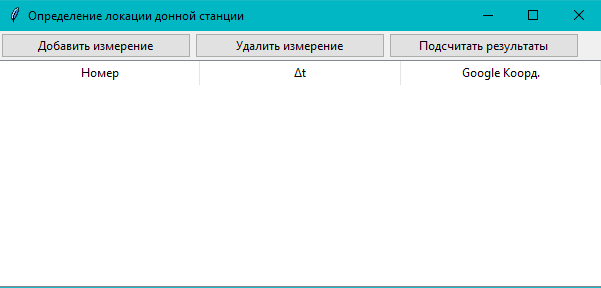 Определение локации донной станции
Добавить измерение Удалить измерение Подсчитать результаты
Номер Δt Google Коорд.